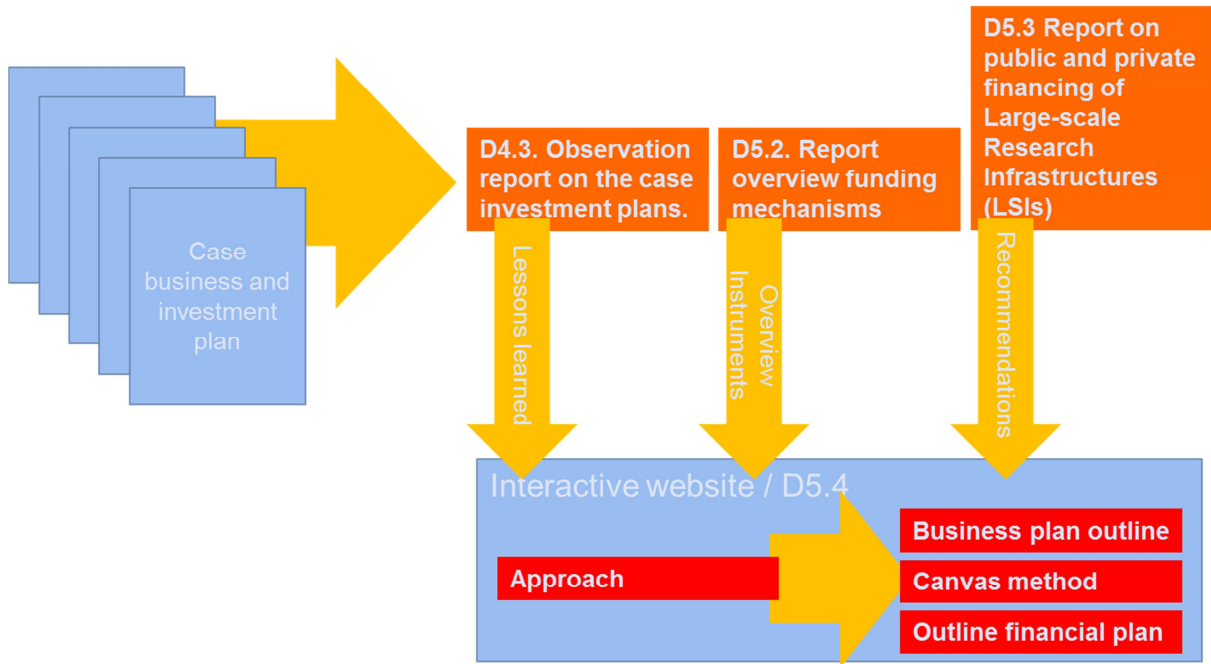 Case
business and
investment
plan
D4.3. Observation
report on the case
investment plans.
D5.2. Report
overview funding
mechanisms
D5.3 Report on
public and private
financing of
Large-scale
Research
Infrastructures
(LSIs)
Lessons learned
Overview
Instruments
Recommendations
Interactive website / D5.4
Approach
Business plan outline
Canvas method
Outline financial plan